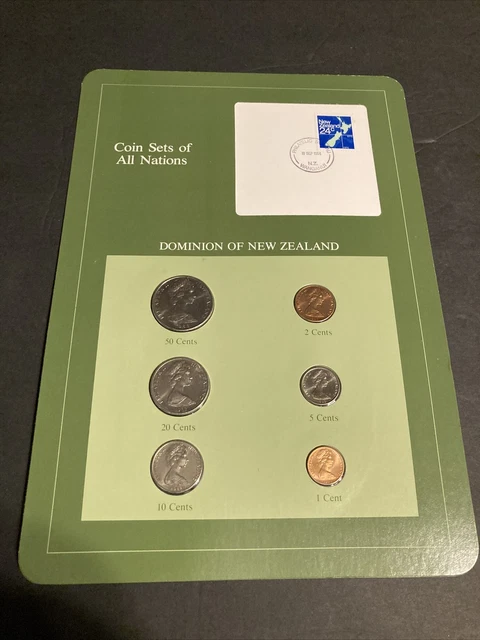 Coin Sets of
All Nations
New
Zealand
24c
N.Z.
WANGANUI
DOMINION OF NEW ZEALAND
50 Cents
2 Cents
20 Cents
5 Cents
10 Cents
1 Cent